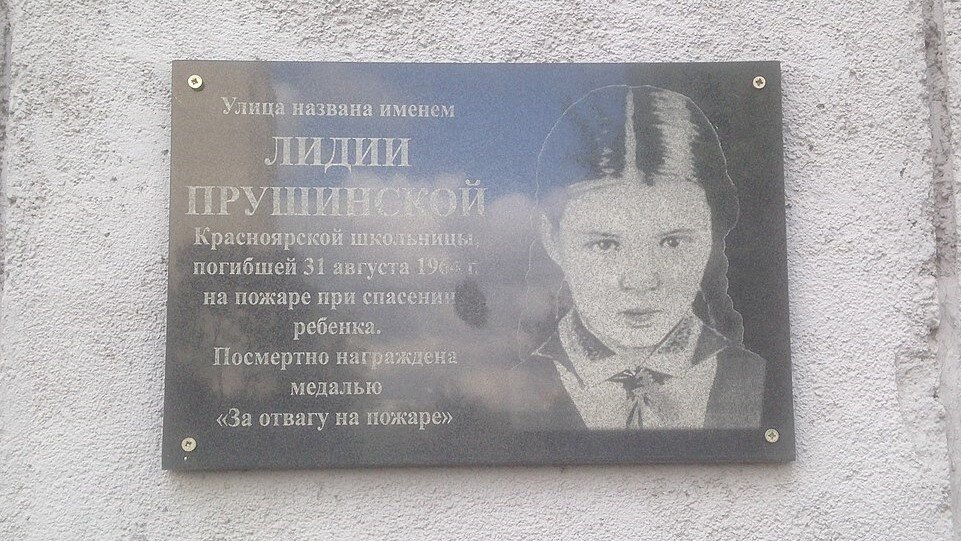 Улица названа именем
ЛИДИИ
ПРУШИНСКОЙ
Красноярской школьницы,
погибшей 31 августа г.
на пожаре при спасении
ребенка.
Посмертно награждена
медалью
«За отвагу на пожаре»